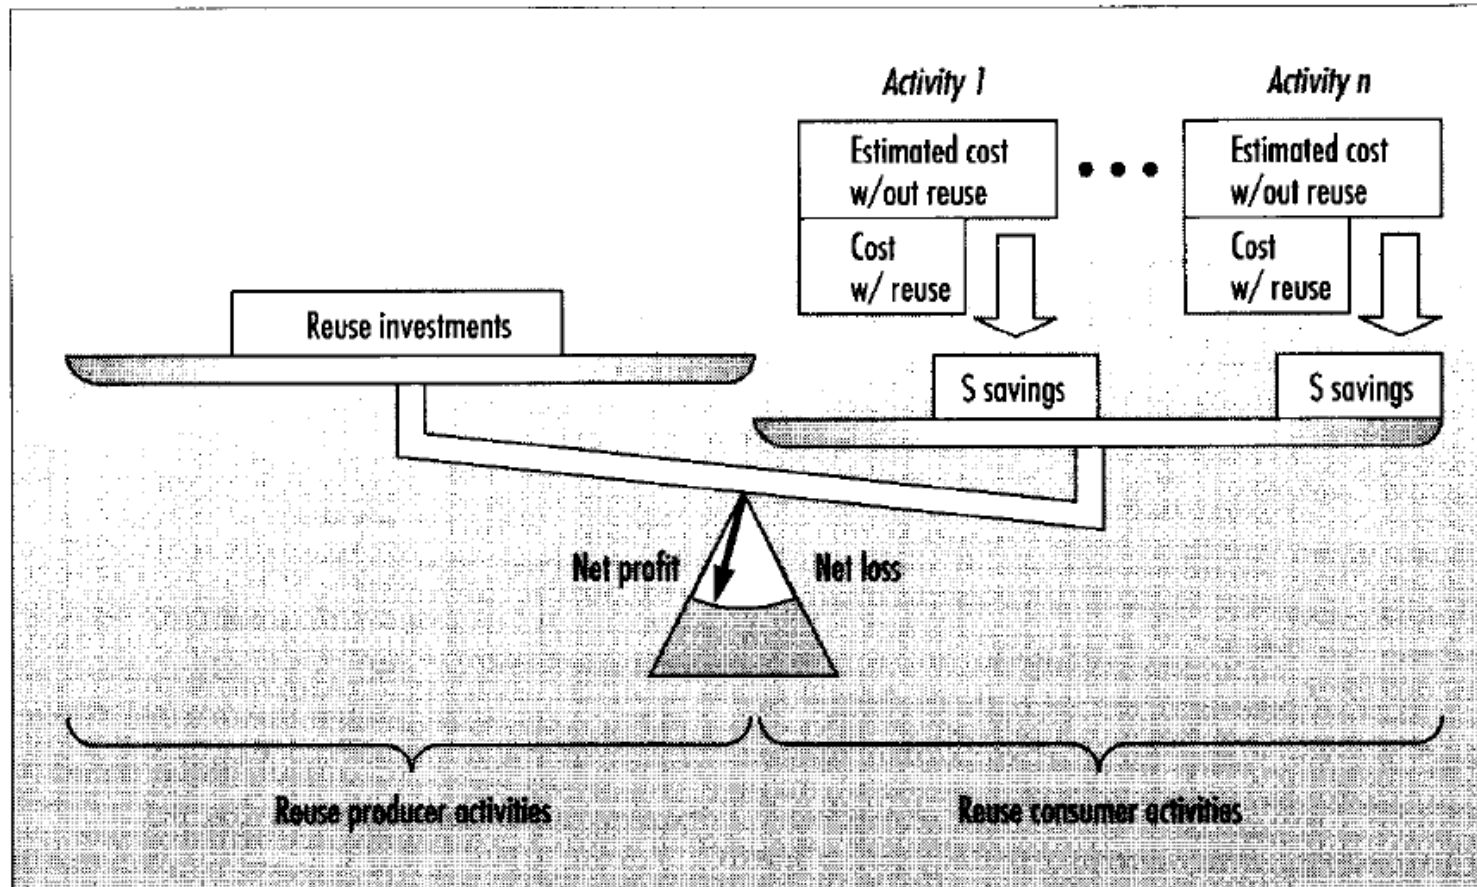 Activity 1
Activity n
Estimated cost
w/out reuse
• • •
Estimated cost
w/out reuse
Cost
w/ reuse
Cost
w/ reuse
Reuse investments
$ savings
$ savings
Net profit
Net loss
Reuse producer activities
Reuse consumer activities